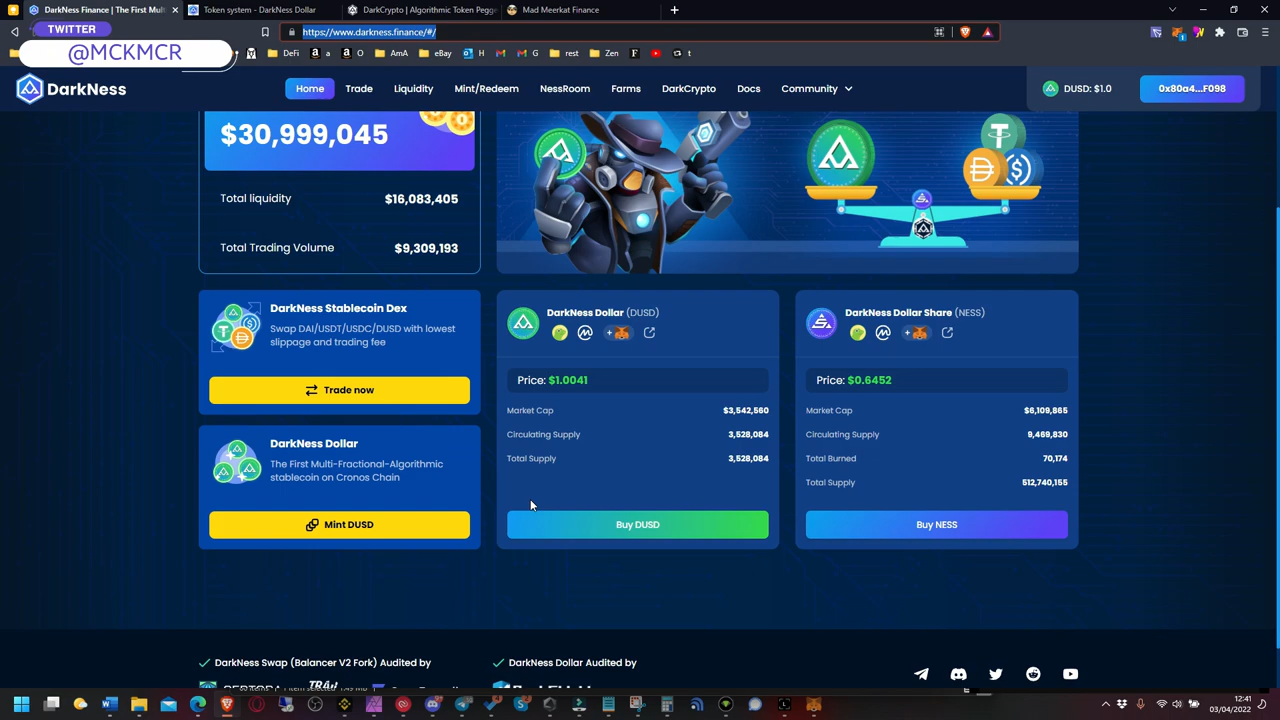 DarkNess Finance | The First Mult
Token system - DarkNess Dollar
DarkCrypto | Algorithmic Token Pegge
Mad Meerkat Finance
TWITTER
@MCKMCR
https://www.darkness.finance/#/
DeFi
a
O
AmA
eBay
H
M
G
rest
Zen
t
DarkNess
Home
Trade
Liquidity
Mint/Redeem
NessRoom
Farms
DarkCrypto
Docs
Community
DUSD: $1.0
0x80a4...F098
$30,999,045
Total liquidity $16,083,405
Total Trading Volume $9,309,193
DarkNess Stablecoin Dex
Swap DAI/USDT/USDC/DUSD with lowest
slippage and trading fee
Trade now
DarkNess Dollar
The First Multi-Fractional-Algorithmic
stablecoin on Cronos Chain
Mint DUSD
DarkNess Dollar (DUSD)
Price: $1.0041
Market Cap $3,542,560
Circulating Supply 3,528,084
Total Supply 3,528,084
Buy DUSD
DarkNess Dollar Share (NESS)
Price: $0.6452
Market Cap $6,109,865
Circulating Supply 9,469,830
Total Burned 70,174
Total Supply 512,740,155
Buy NESS
DarkNess Swap (Balancer V2 Fork) Audited by
DarkNess Dollar Audited by
12:41
03/04/2022